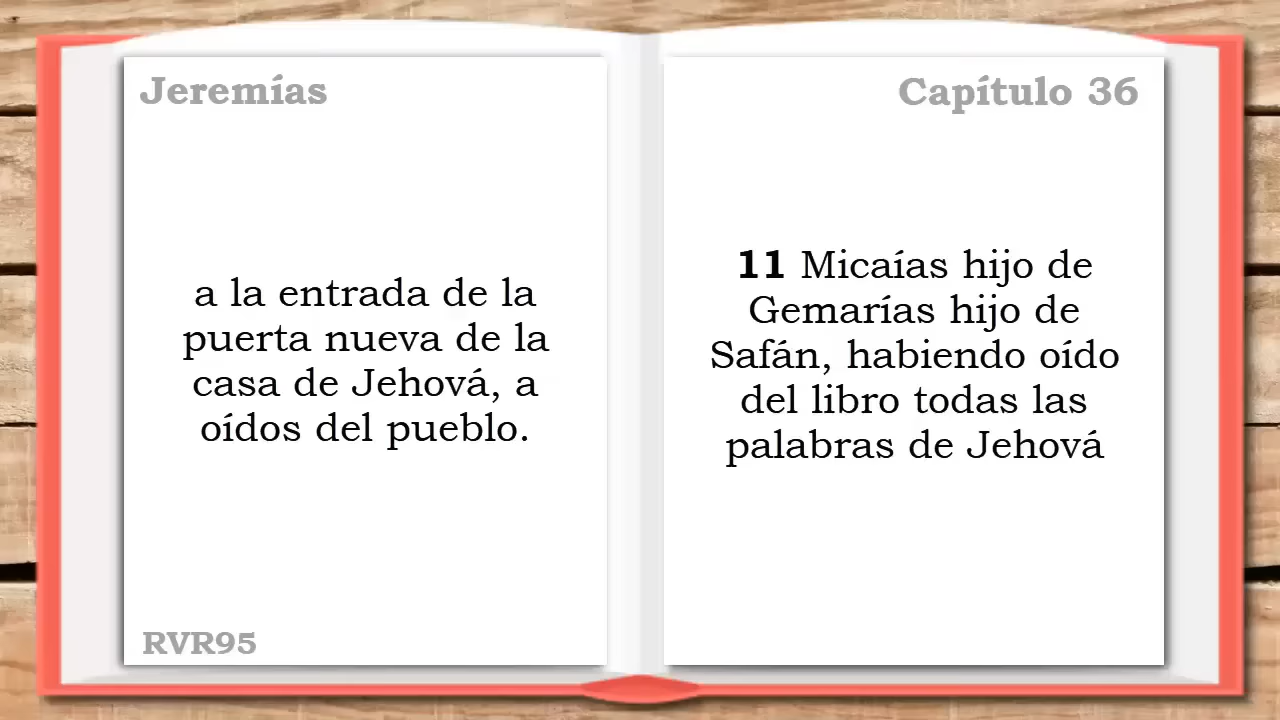 Jeremías
a la entrada de la
puerta nueva de la
casa de Jehová, a
oídos del pueblo.
RVR95
Capítulo 36
11 Micaías hijo de
Gemarías hijo de
Safán, habiendo oído
del libro todas las
palabras de Jehová